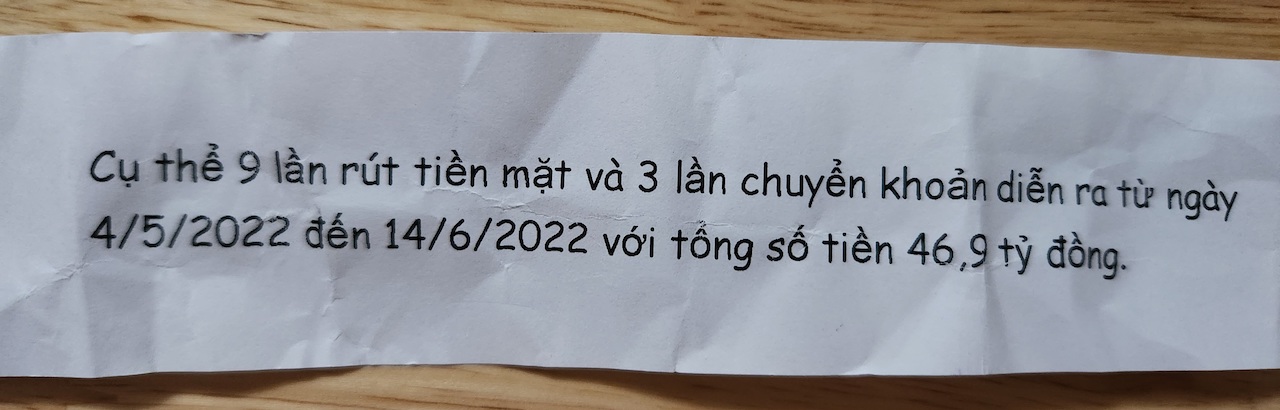 Cụ thể 9 lần rút tiền mặt và 3 lần chuyển khoản diễn ra từ ngày
4/5/2022 đến 14/6/2022 với tổng số tiền 46,9 tỷ đồng.